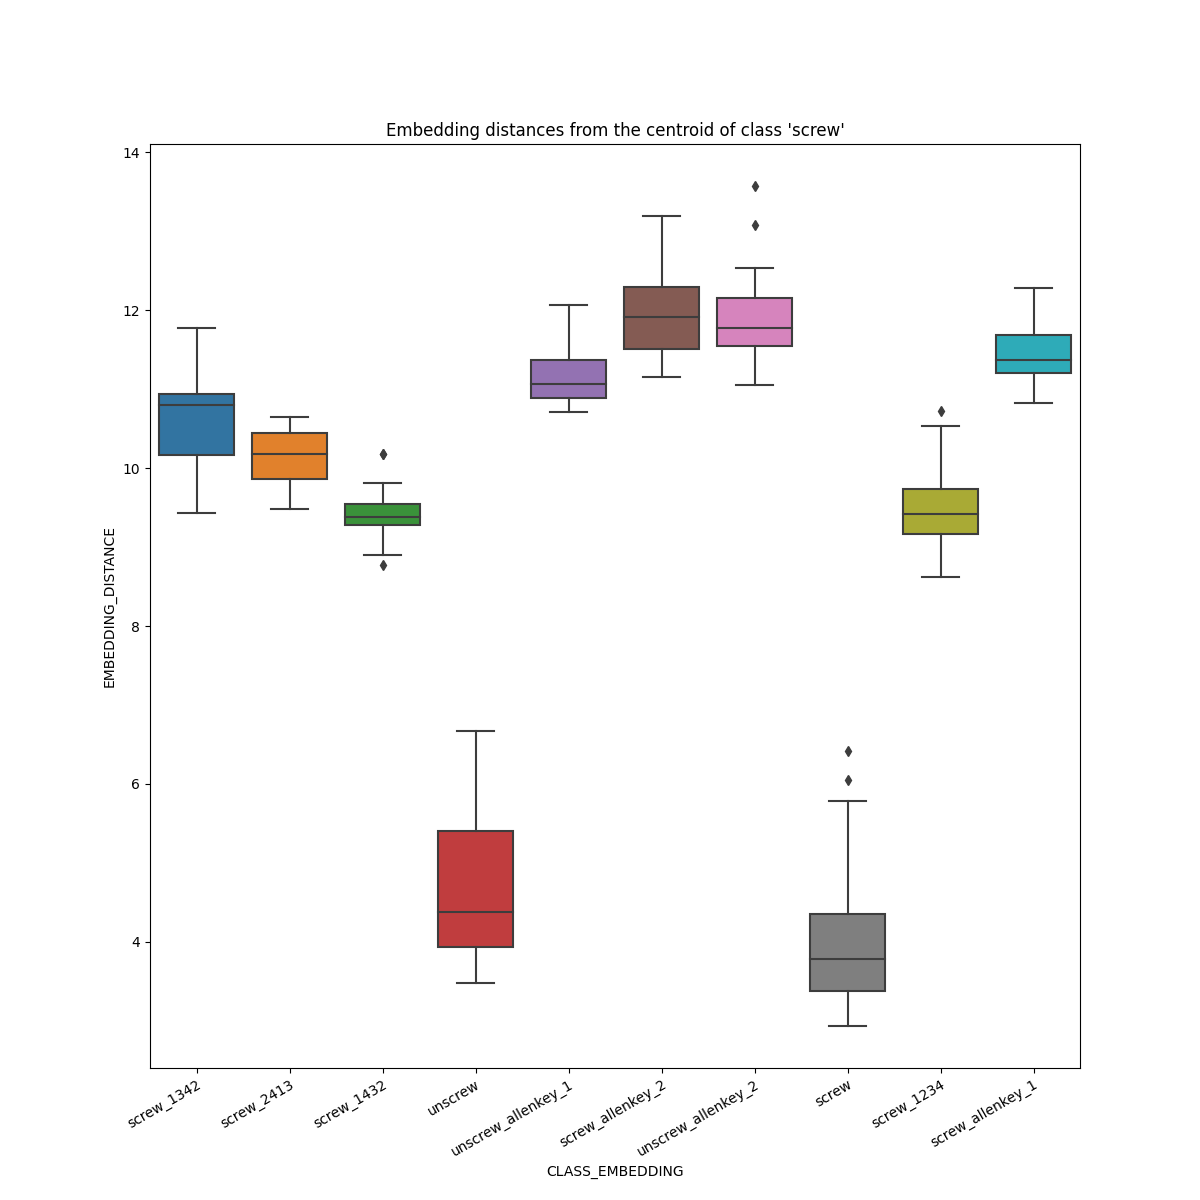 Embedding distances from the centroid of class 'screw'
14
12
10
8
6
4
EMBEDDING_DISTANCE
screw_1342
screw_2413
screw_1432
unscrew
unscrew_allenkey_1
screw_allenkey_2
unscrew_allenkey_2
screw
screw_1234
screw_allenkey_1
CLASS_EMBEDDING